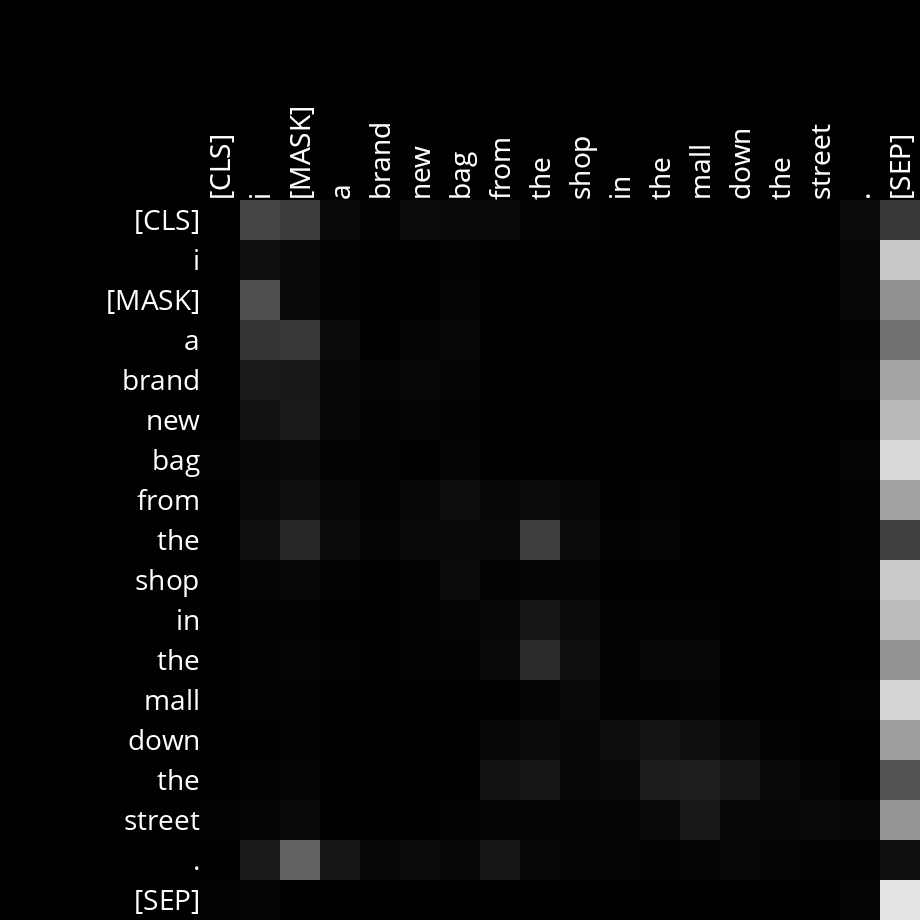 [CLS] i [MASK] a brand new bag from the shop in the mall down the street . [SEP]
[CLS]
i
[MASK]
a
brand
new
bag
from
the
shop
in
the
mall
down
the
street
.
[SEP]